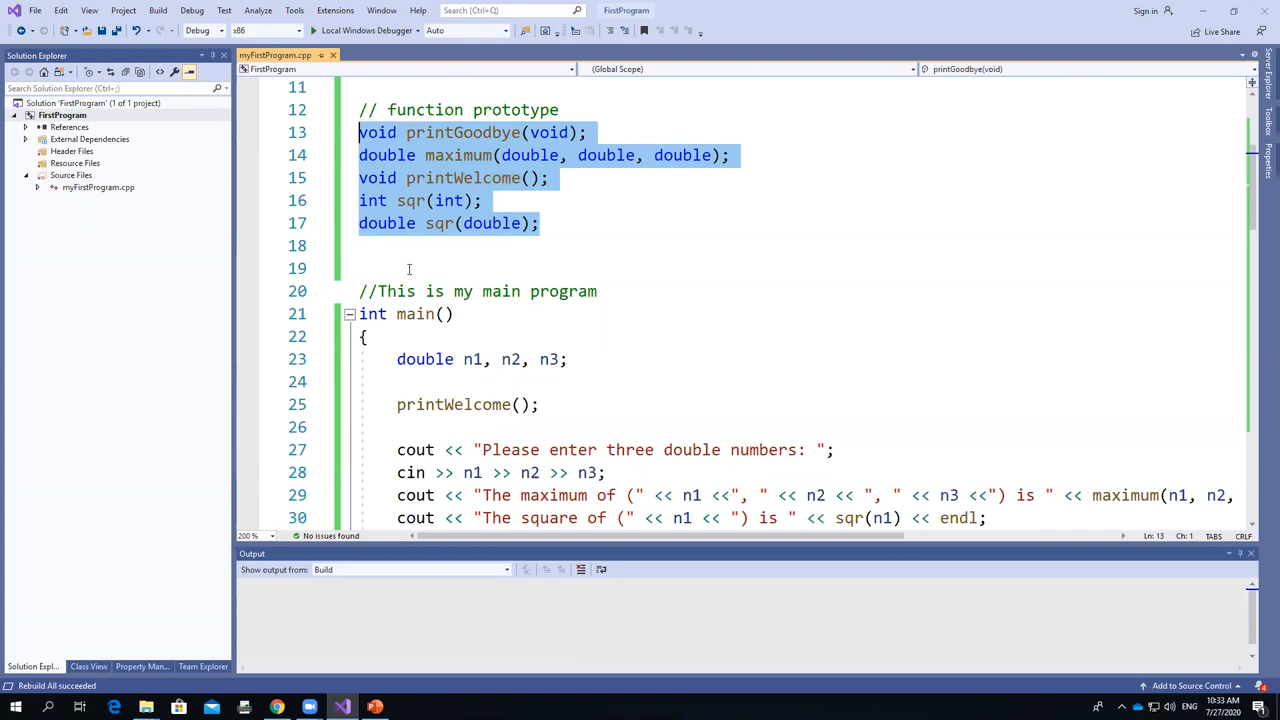 File Edit View Project Build Debug Test Analyze Tools Extensions Window Help Search (Ctrl+Q) FirstProgram Sign in
Debug x86 Local Windows Debugger Auto Live Share
Solution Explorer
Search Solution Explorer (Ctrl+;)
Solution 'FirstProgram' (1 of 1 project)
FirstProgram
References
External Dependencies
Header Files
Resource Files
Source Files
myFirstProgram.cpp
Solution Expl... Class View Property Man... Team Explorer
myFirstProgram.cpp
FirstProgram (Global Scope) printGoodbye(void)
11
12 // function prototype
13 void printGoodbye(void);
14 double maximum(double, double, double);
15 void printWelcome();
16 int sqr(int);
17 double sqr(double);
18
19
20 //This is my main program
21 int main()
22 {
23 double n1, n2, n3;
24
25 printWelcome();
26
27 cout << "Please enter three double numbers: ";
28 cin >> n1 >> n2 >> n3;
29 cout << "The maximum of (" << n1 <<", " << n2 << ", " << n3 <<") is " << maximum(n1, n2,
30 cout << "The square of (" << n1 << ") is " << sqr(n1) << endl;
200 % No issues found Ln: 13 Ch: 1 TABS CRLF
Output
Show output from: Build
Server Explorer
Toolbox
Properties
Rebuild All succeeded Add to Source Control 4
ENG 10:33 AM
7/27/2020 1